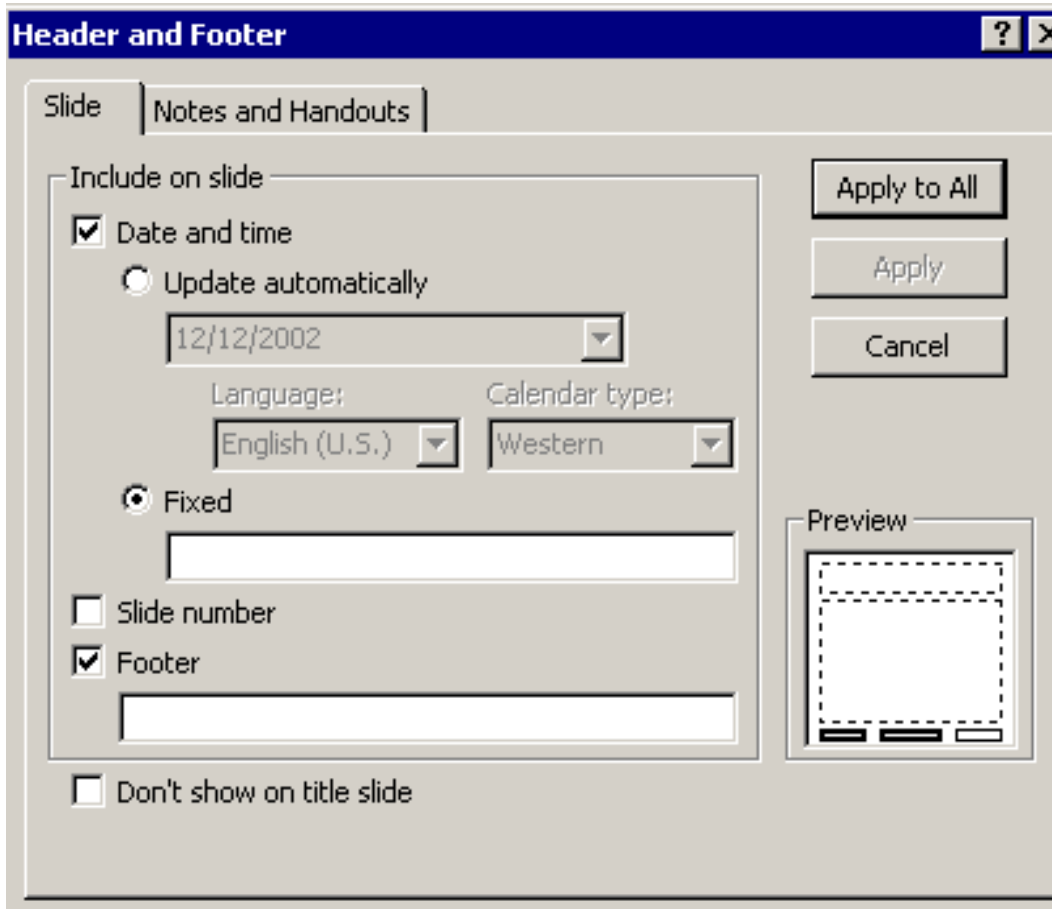 Header and Footer
Slide
Notes and Handouts
Include on slide
Date and time
Update automatically
12/12/2002
Language:
Calendar type:
English (U.S.)
Western
Fixed
Slide number
Footer
Don't show on title slide
Apply to All
Apply
Cancel
Preview